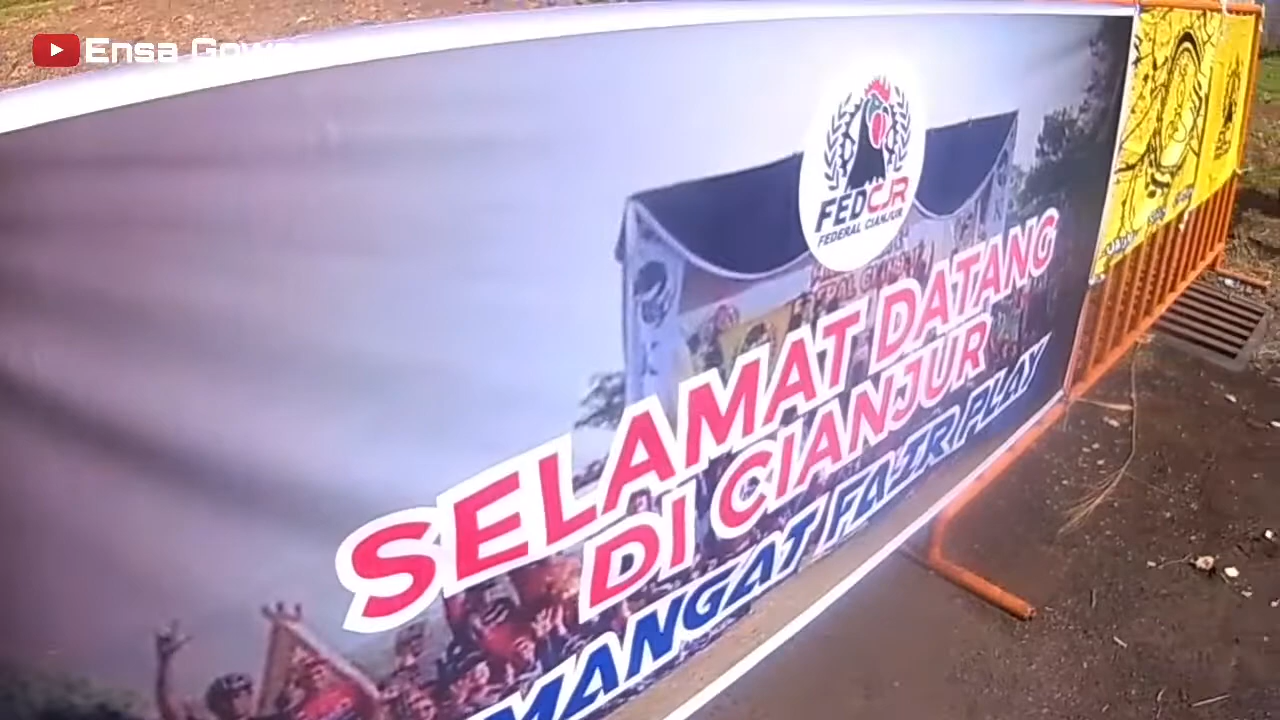 Ensa
FEDCJR
FEDERAL CIANJUR
SELAMAT DATANG
DI CIANJUR
MANGAT FAIR PLAY